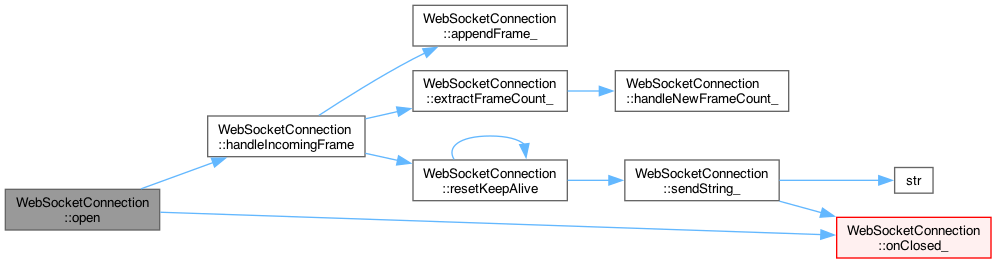 WebSocketConnection
::open
WebSocketConnection
::handleIncomingFrame
WebSocketConnection
::appendFrame_
WebSocketConnection
::extractFrameCount_
WebSocketConnection
::handleNewFrameCount_
WebSocketConnection
::resetKeepAlive
WebSocketConnection
::sendString_
str
WebSocketConnection
::onClosed_